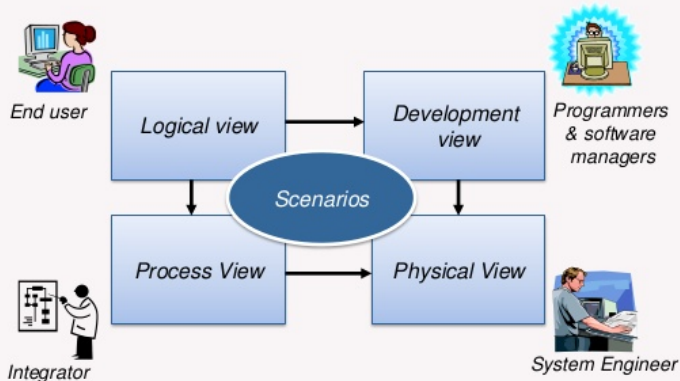 End user
Logical view
Development
view
Programmers
& software
managers
Scenarios
Process View
Physical View
Integrator
System Engineer